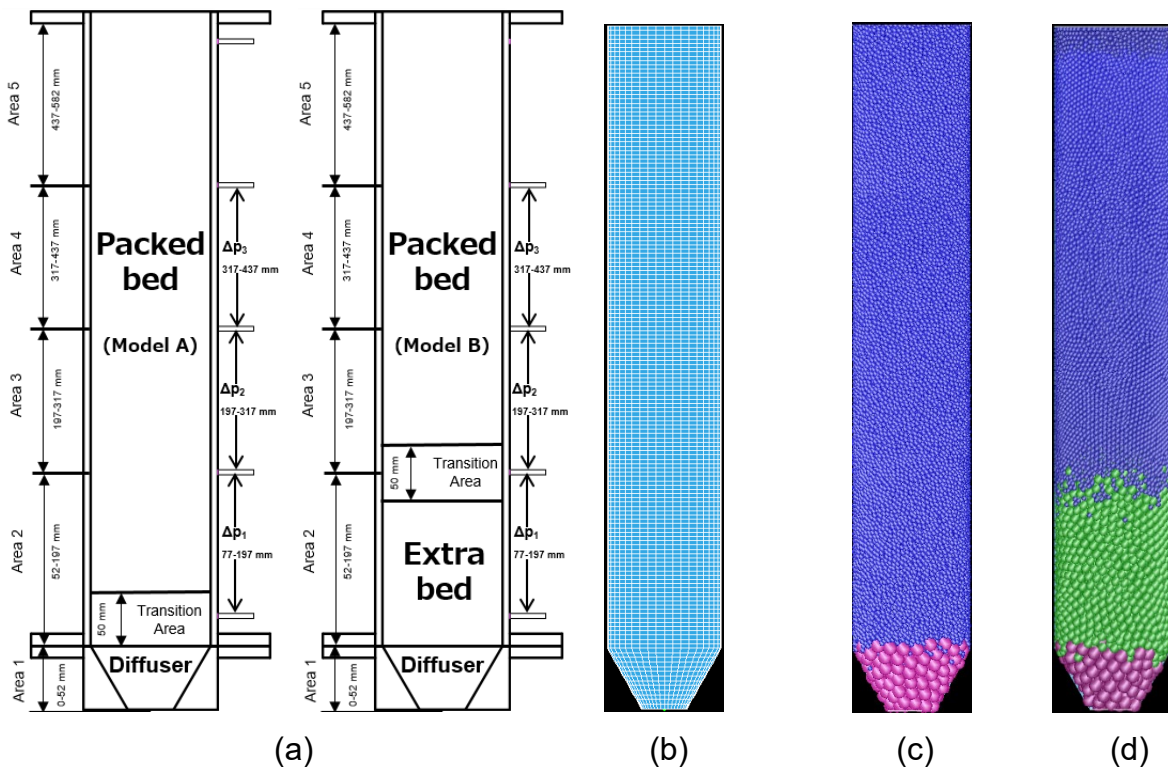 Area 5
437-582 mm
Area 4
317-437 mm
Area 3
197-317 mm
Area 2
52-197 mm
Area 1
0-52 mm
Packed
bed
(Model A)
50 mm
Transition
Area
Diffuser
Δp3
317-437 mm
Δp2
197-317 mm
Δp1
77-197 mm
Area 5
437-582 mm
Area 4
317-437 mm
Area 3
197-317 mm
Area 2
52-197 mm
Area 1
0-52 mm
Packed
bed
(Model B)
50 mm
Transition
Area
Extra
bed
Diffuser
Δp3
317-437 mm
Δp2
197-317 mm
Δp1
77-197 mm
(a)
(b)
(c)
(d)